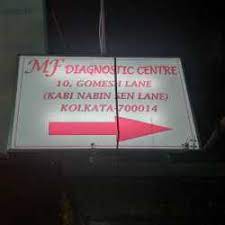 MF DIAGNOSTIC CENTRE
10, GOMESH LANE
(KABI NABIN SEN LANE)
KOLKATA-700014